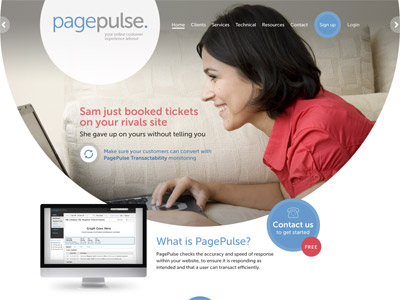 pagepulse.
your online customer
experience advisor
Home Clients Services Technical Resources Contact Sign up Login
Sam just booked tickets
on your rivals site
She gave up on yours without telling you
Make sure your customers can convert with
PagePulse Transactability monitoring
Graph Goes Here
Contact us
to get started
FREE
What is PagePulse?
PagePulse checks the accuracy and speed of response
within your website, to ensure it is responding as
intended and that a user can transact efficiently.